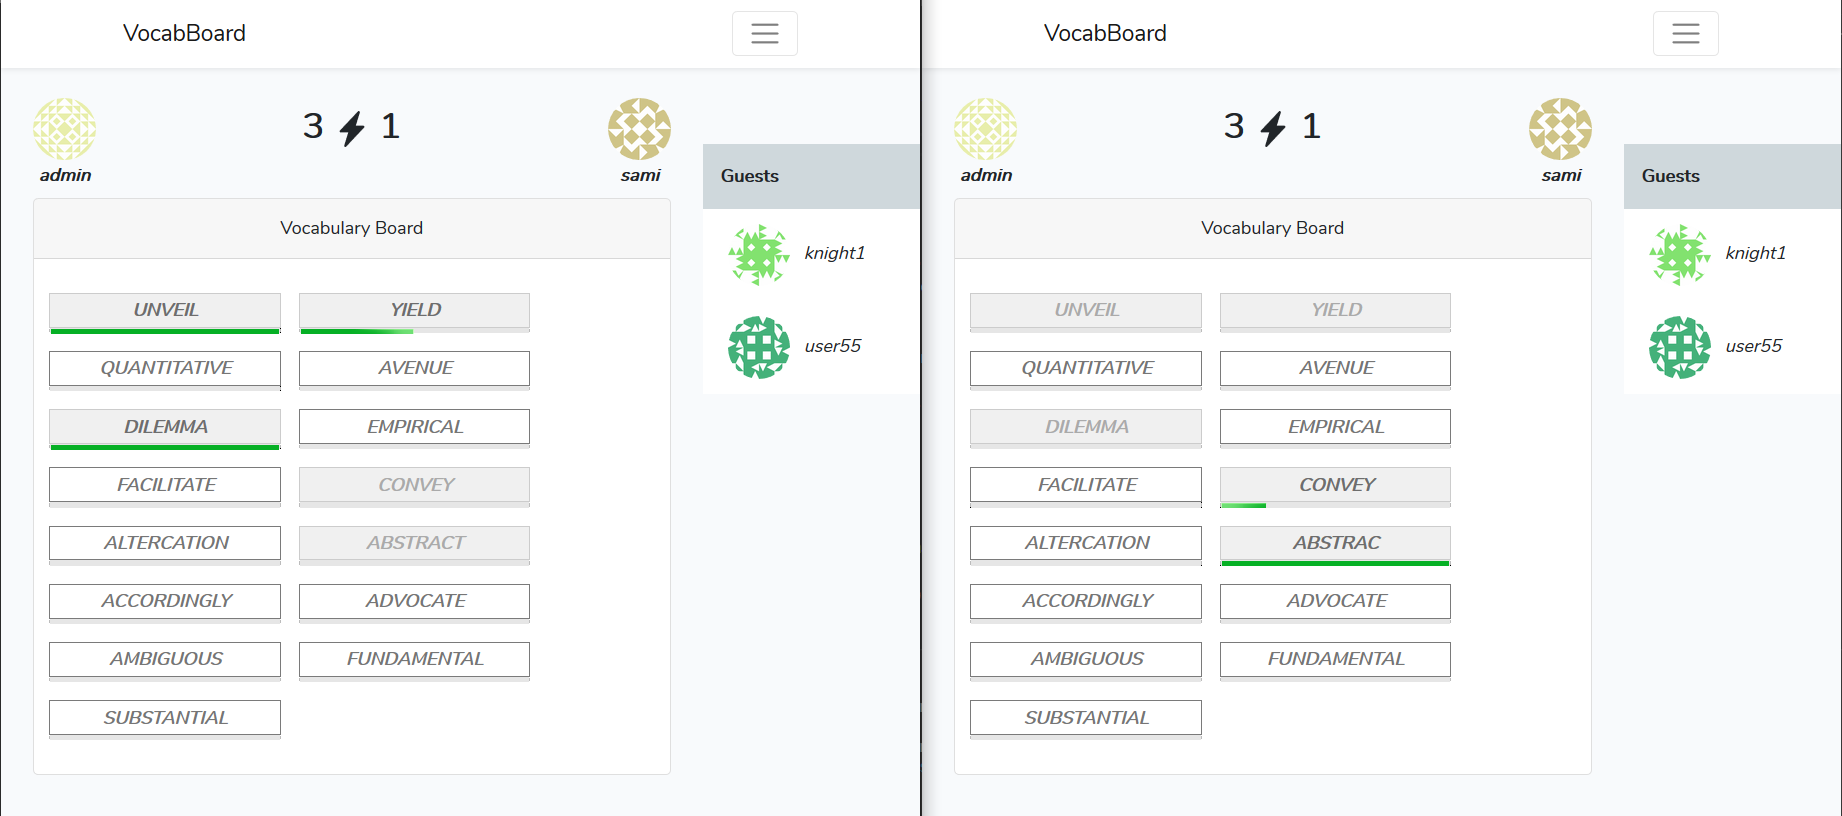 VocabBoard
3 1
admin
sami
Vocabulary Board
UNVEIL YIELD
QUANTITATIVE AVENUE
DILEMMA EMPIRICAL
FACILITATE CONVEY
ALTERCATION ABSTRACT
ACCORDINGLY ADVOCATE
AMBIGUOUS FUNDAMENTAL
SUBSTANTIAL
Guests
knight1
user55
VocabBoard
3 1
admin
sami
Vocabulary Board
UNVEIL YIELD
QUANTITATIVE AVENUE
DILEMMA EMPIRICAL
FACILITATE CONVEY
ALTERCATION ABSTRAC
ACCORDINGLY ADVOCATE
AMBIGUOUS FUNDAMENTAL
SUBSTANTIAL
Guests
knight1
user55